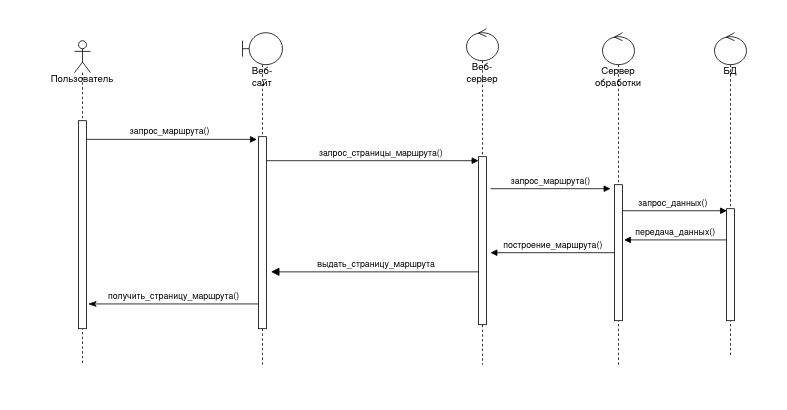 Пользователь
Веб-
сайт
Веб-
сервер
Сервер
обработки
БД
запрос_маршрута()
запрос_страницы_маршрута()
запрос_маршрута()
запрос_данных()
передача_данных()
построение_маршрута()
выдать_страницу_маршрута
получить_страницу_маршрута()